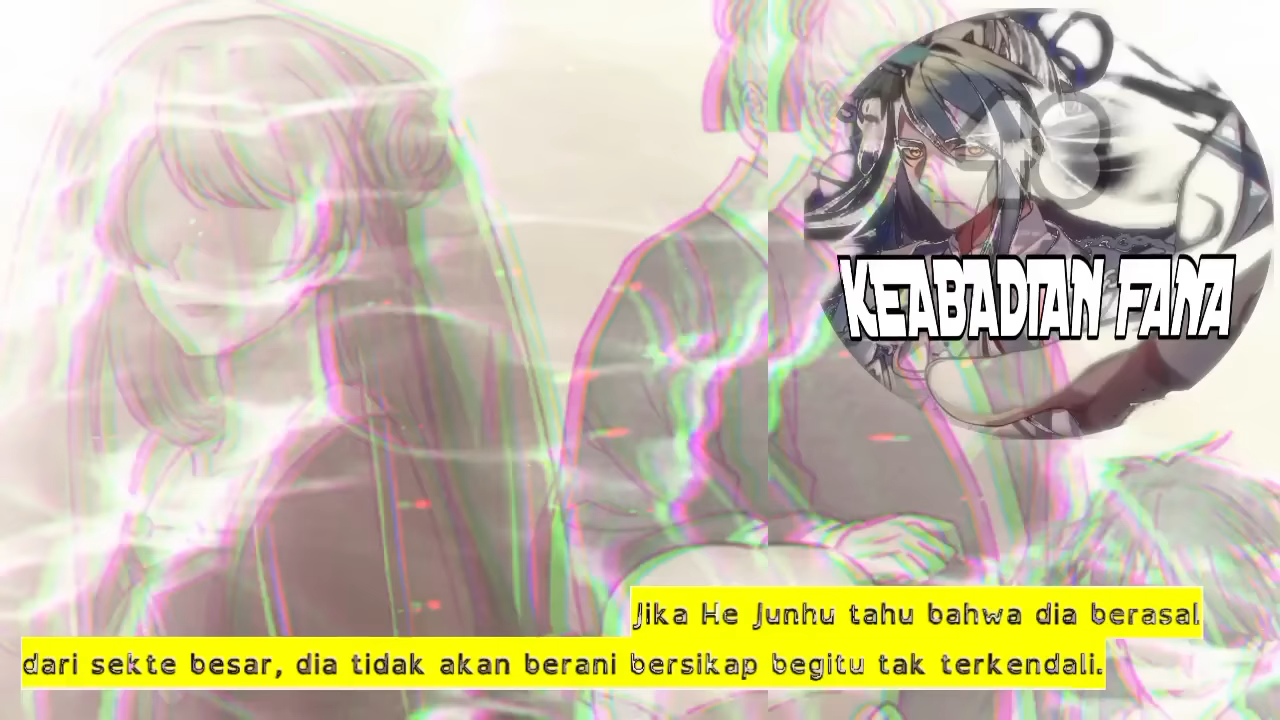 KEABADIAN FANA
Jika He Junhu tahu bahwa dia berasal
dari sekte besar, dia tidak akan berani bersikap begitu tak terkendali.